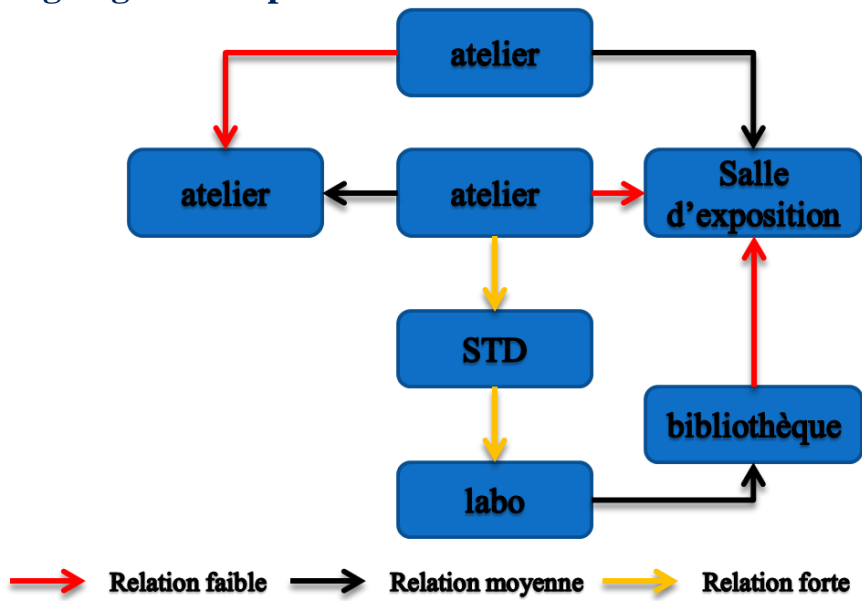 atelier
atelier
atelier
Salle
d'exposition
STD
bibliothèque
labo
Relation faible
Relation moyenne
Relation forte